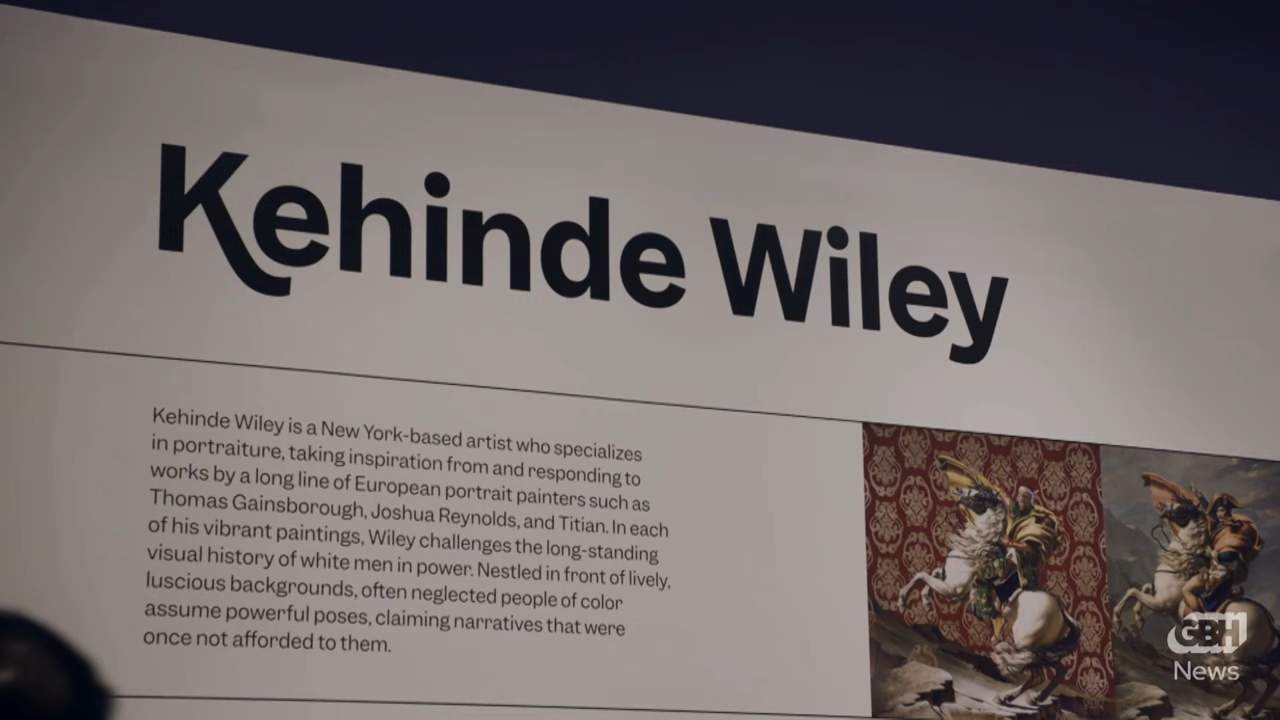 Kehinde Wiley
Kehinde Wiley is a New York-based artist who specializes
in portraiture, taking inspiration from and responding to
works by a long line of European portrait painters such as
Thomas Gainsborough, Joshua Reynolds, and Titian. In each
of his vibrant paintings, Wiley challenges the long-standing
visual history of white men in power. Nestled in front of lively,
luscious backgrounds, often neglected people of color
assume powerful poses, claiming narratives that were
once not afforded to them.
GBH
News